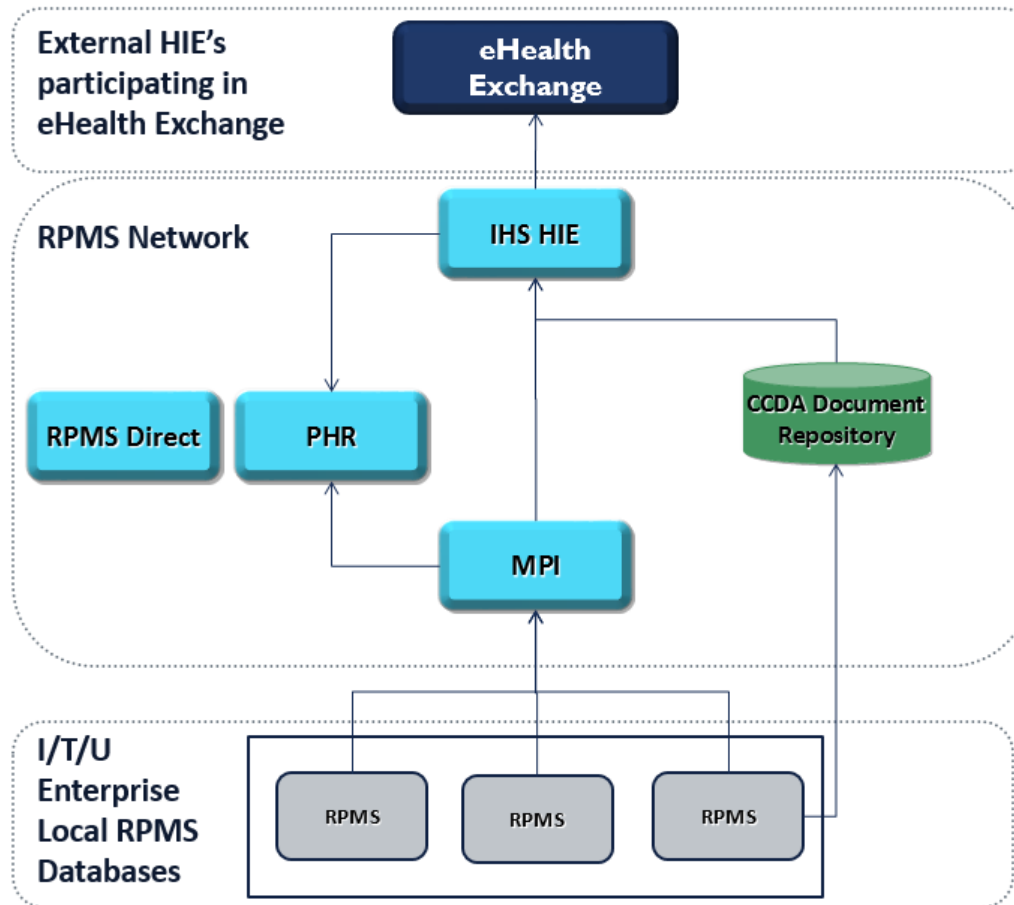 External HIE's
participating in
eHealth Exchange
eHealth
Exchange
RPMS Network
IHS HIE
RPMS Direct
PHR
CCDA Document
Repository
MPI
I/T/U
Enterprise
Local RPMS
Databases
RPMS
RPMS
RPMS